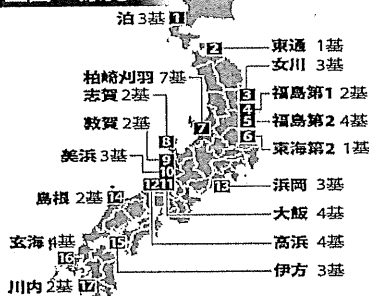 泊 3基
1
2
東通 1基
女川 3基
柏崎刈羽 7基
志賀 2基
3
福島第1 2基
4
敦賀 2基
5
福島第2 4基
7
6
東海第2 1基
8
美浜 3基
9
10
12 11
13
浜岡 3基
島根 2基
14
大飯 4基
玄海 4基
15
高浜 4基
16
伊方 3基
川内 2基
17